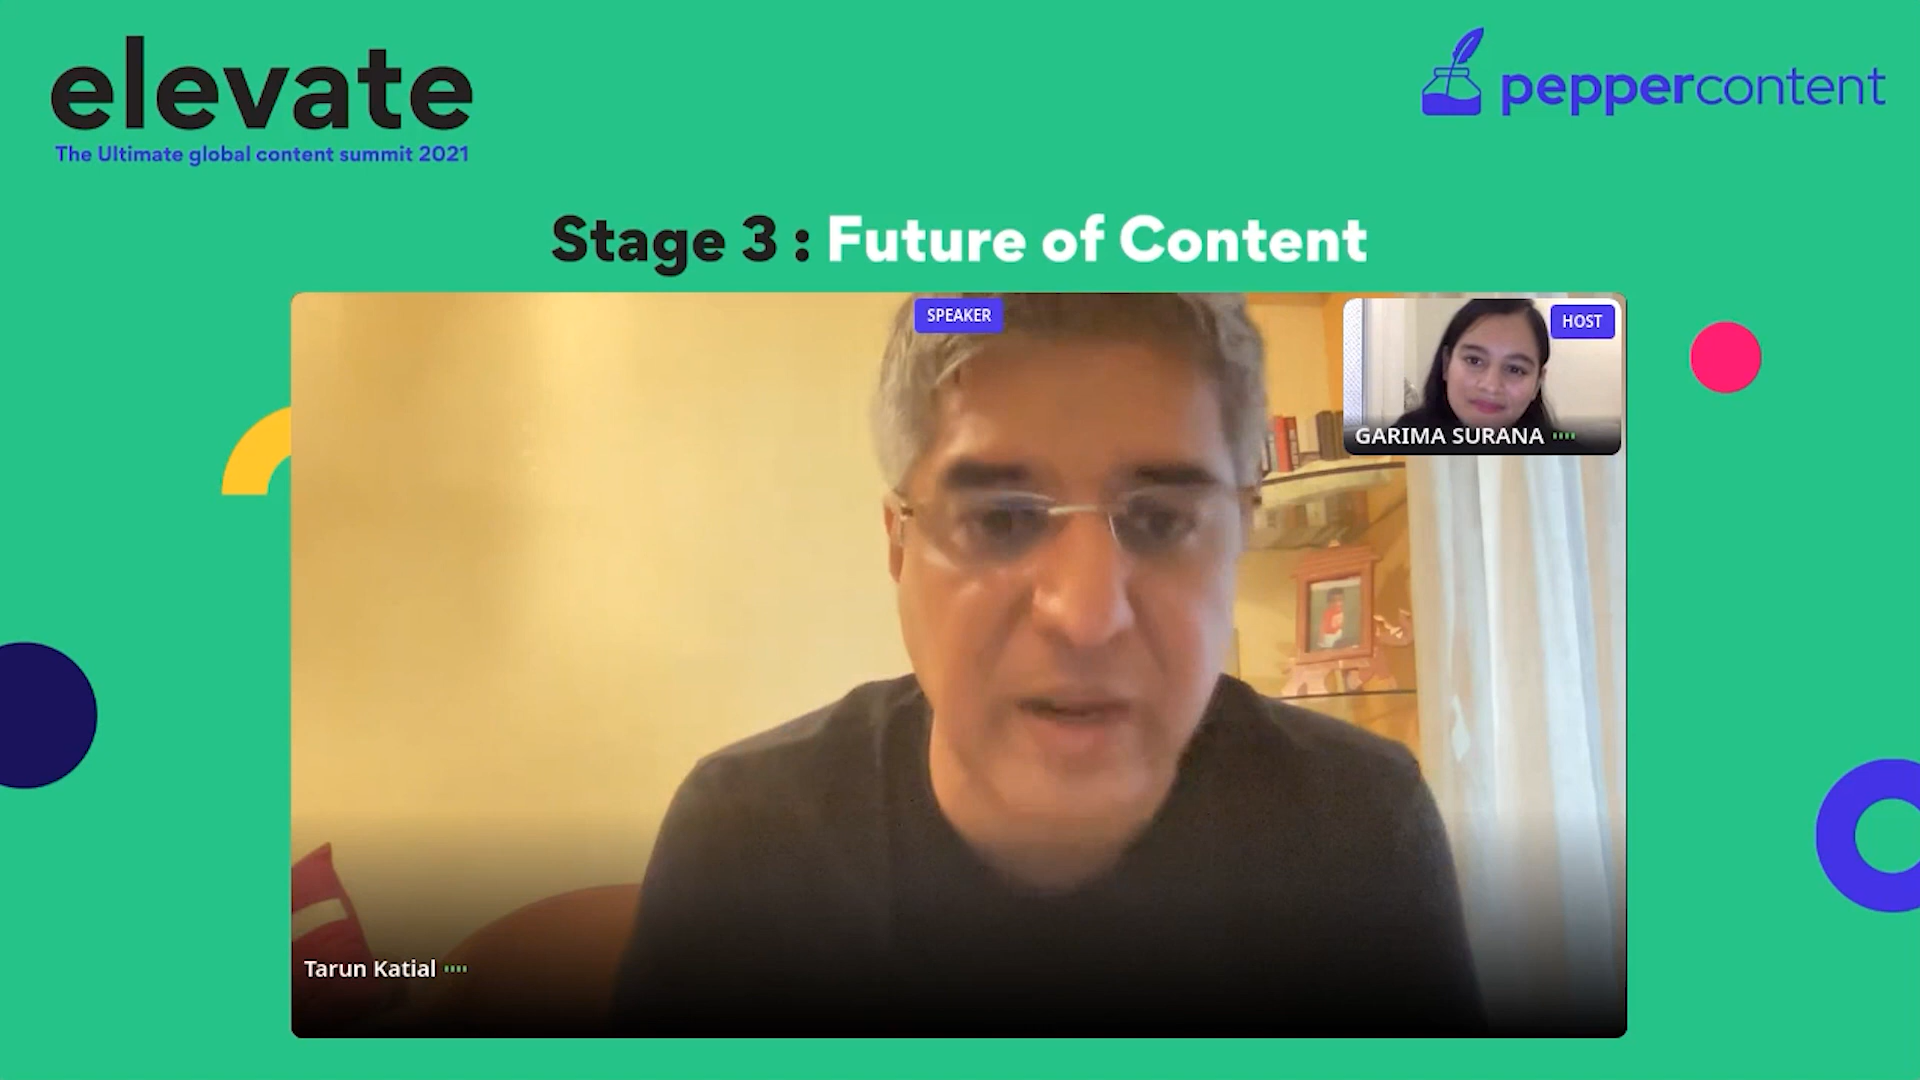 elevate
The Ultimate global content summit 2021
peppercontent
Stage 3 : Future of Content
SPEAKER
HOST
GARIMA SURANA
Tarun Katial